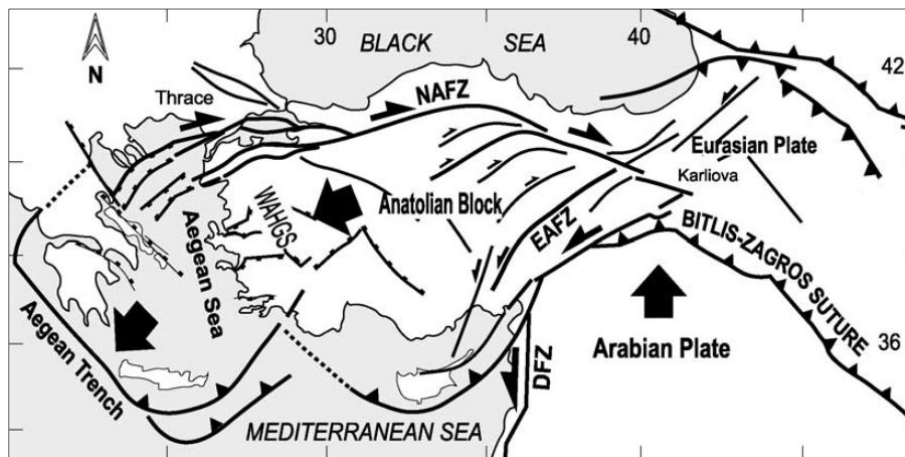 30
40
BLACK SEA
42
N
Thrace
NAFZ
Eurasian Plate
Karliova
WAHGS
Anatolian Block
Aegean Sea
EAFZ
BITLIS-ZAGROS SUTURE
Aegean Trench
36
Arabian Plate
DFZ
MEDITERRANEAN SEA